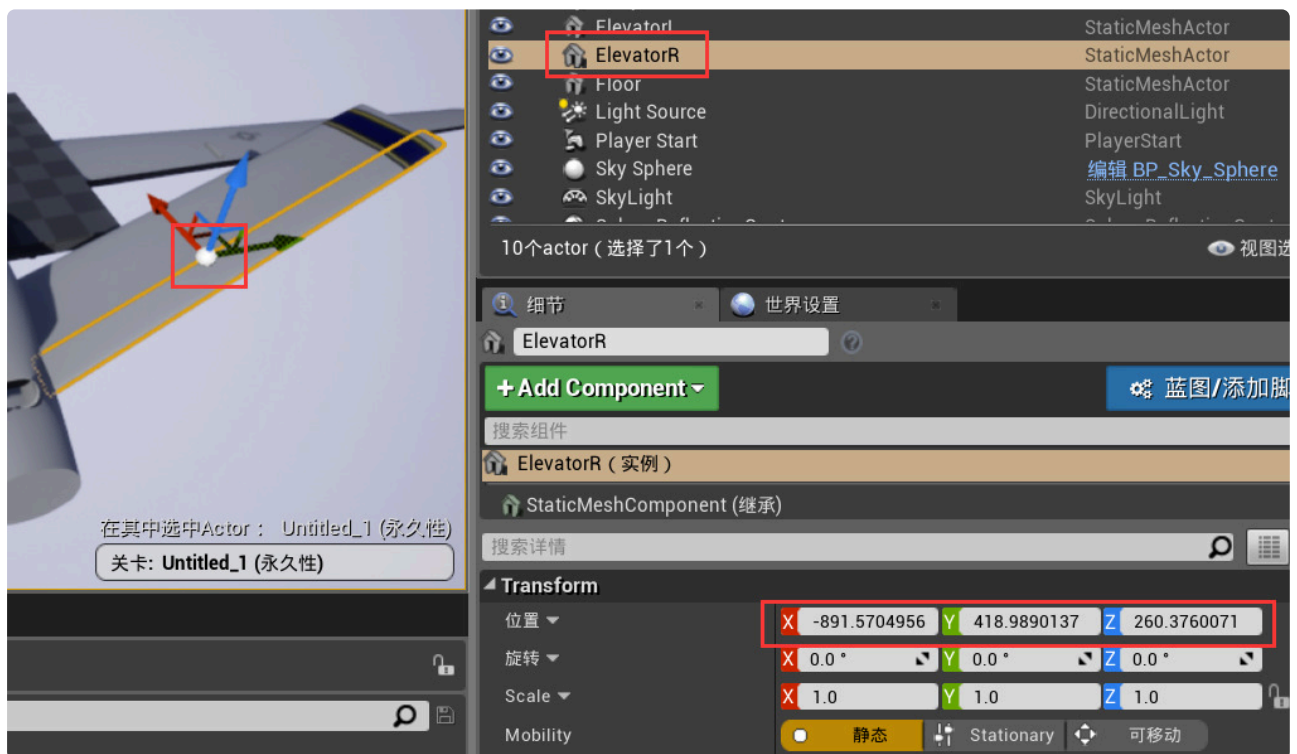 ElevatorL StaticMeshActor
ElevatorR StaticMeshActor
Floor StaticMeshActor
Light Source DirectionalLight
Player Start PlayerStart
Sky Sphere 编辑 BP_Sky_Sphere
SkyLight SkyLight
10个actor（选择了1个） 视图选
细节 世界设置
ElevatorR
+Add Component 蓝图/添加脚
搜索组件
ElevatorR（实例）
StaticMeshComponent (继承)
搜索详情
Transform
位置 X -891.5704956 Y 418.9890137 Z 260.3760071
旋转 X 0.0 ° Y 0.0 ° Z 0.0 °
Scale X 1.0 Y 1.0 Z 1.0
Mobility 静态 Stationary 可移动
在其中选中Actor： Untitled_1 (永久性)
关卡: Untitled_1 (永久性)